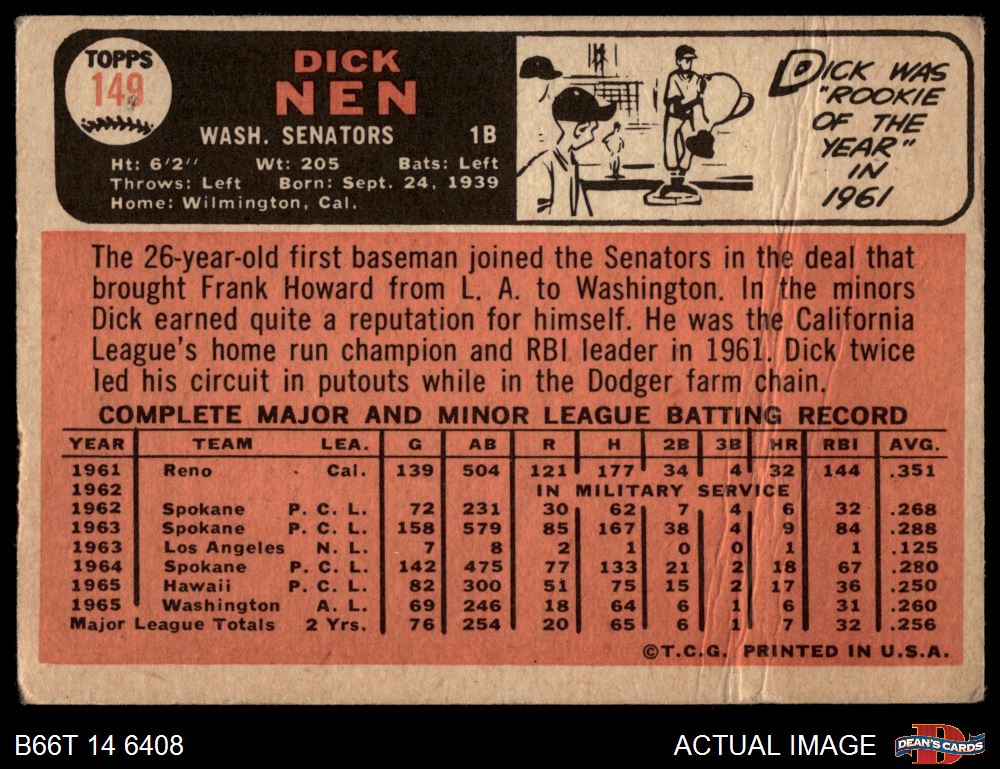 TOPPS
149
DICK
NEN
WASH. SENATORS 1B
Ht: 6'2" Wt: 205 Bats: Left
Throws: Left Born: Sept. 24, 1939
Home: Wilmington, Cal.
DICK WAS
"ROOKIE
OF THE
YEAR"
IN
1961
The 26-year-old first baseman joined the Senators in the deal that
brought Frank Howard from L. A. to Washington. In the minors
Dick earned quite a reputation for himself. He was the California
League's home run champion and RBI leader in 1961. Dick twice
led his circuit in putouts while in the Dodger farm chain.
COMPLETE MAJOR AND MINOR LEAGUE BATTING RECORD
YEAR TEAM LEA. G AB R H 2B 3B HR RBI AVG.
1961 Reno Cal. 139 504 121 177 34 4 32 144 .351
1962 IN MILITARY SERVICE
1962 Spokane P. C. L. 72 231 30 62 7 4 6 32 .268
1963 Spokane P. C. L. 158 579 85 167 38 4 9 84 .288
1963 Los Angeles N. L. 7 8 2 1 0 0 1 1 .125
1964 Spokane P. C. L. 142 475 77 133 21 2 18 67 .280
1965 Hawaii P. C. L. 82 300 51 75 15 2 17 36 .250
1965 Washington A. L. 69 246 18 64 6 1 6 31 .260
Major League Totals 2 Yrs. 76 254 20 65 6 1 7 32 .256
©T.C.G. PRINTED IN U.S.A.
B66T 14 6408
ACTUAL IMAGE
DEAN'S CARDS